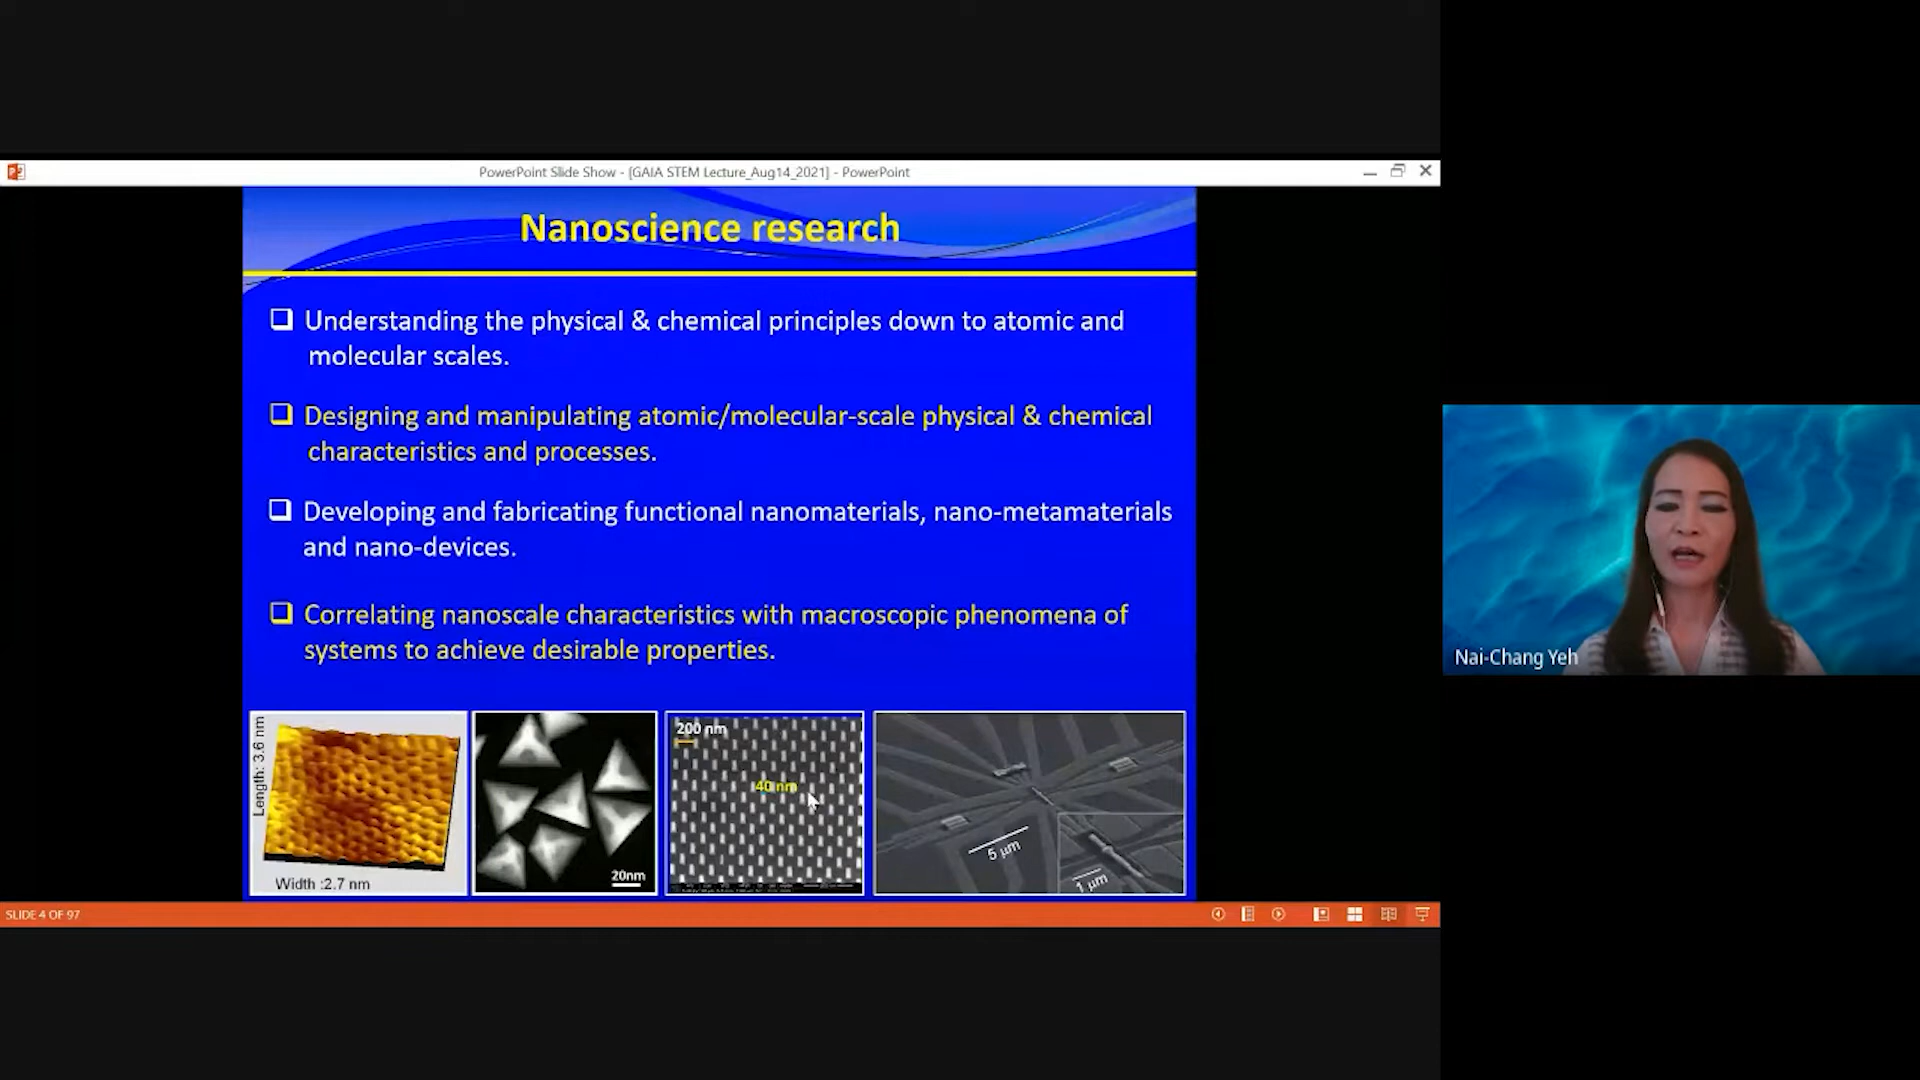 PowerPoint Slide Show - [GAIA STEM Lecture_Aug14_2021] - PowerPoint
Nanoscience research
Understanding the physical & chemical principles down to atomic and
molecular scales.
Designing and manipulating atomic/molecular-scale physical & chemical
characteristics and processes.
Developing and fabricating functional nanomaterials, nano-metamaterials
and nano-devices.
Correlating nanoscale characteristics with macroscopic phenomena of
systems to achieve desirable properties.
Length: 3.6 nm
Width :2.7 nm
20nm
200 nm
40 nm
5 µm
1 µm
Nai-Chang Yeh
SLIDE 4 OF 97